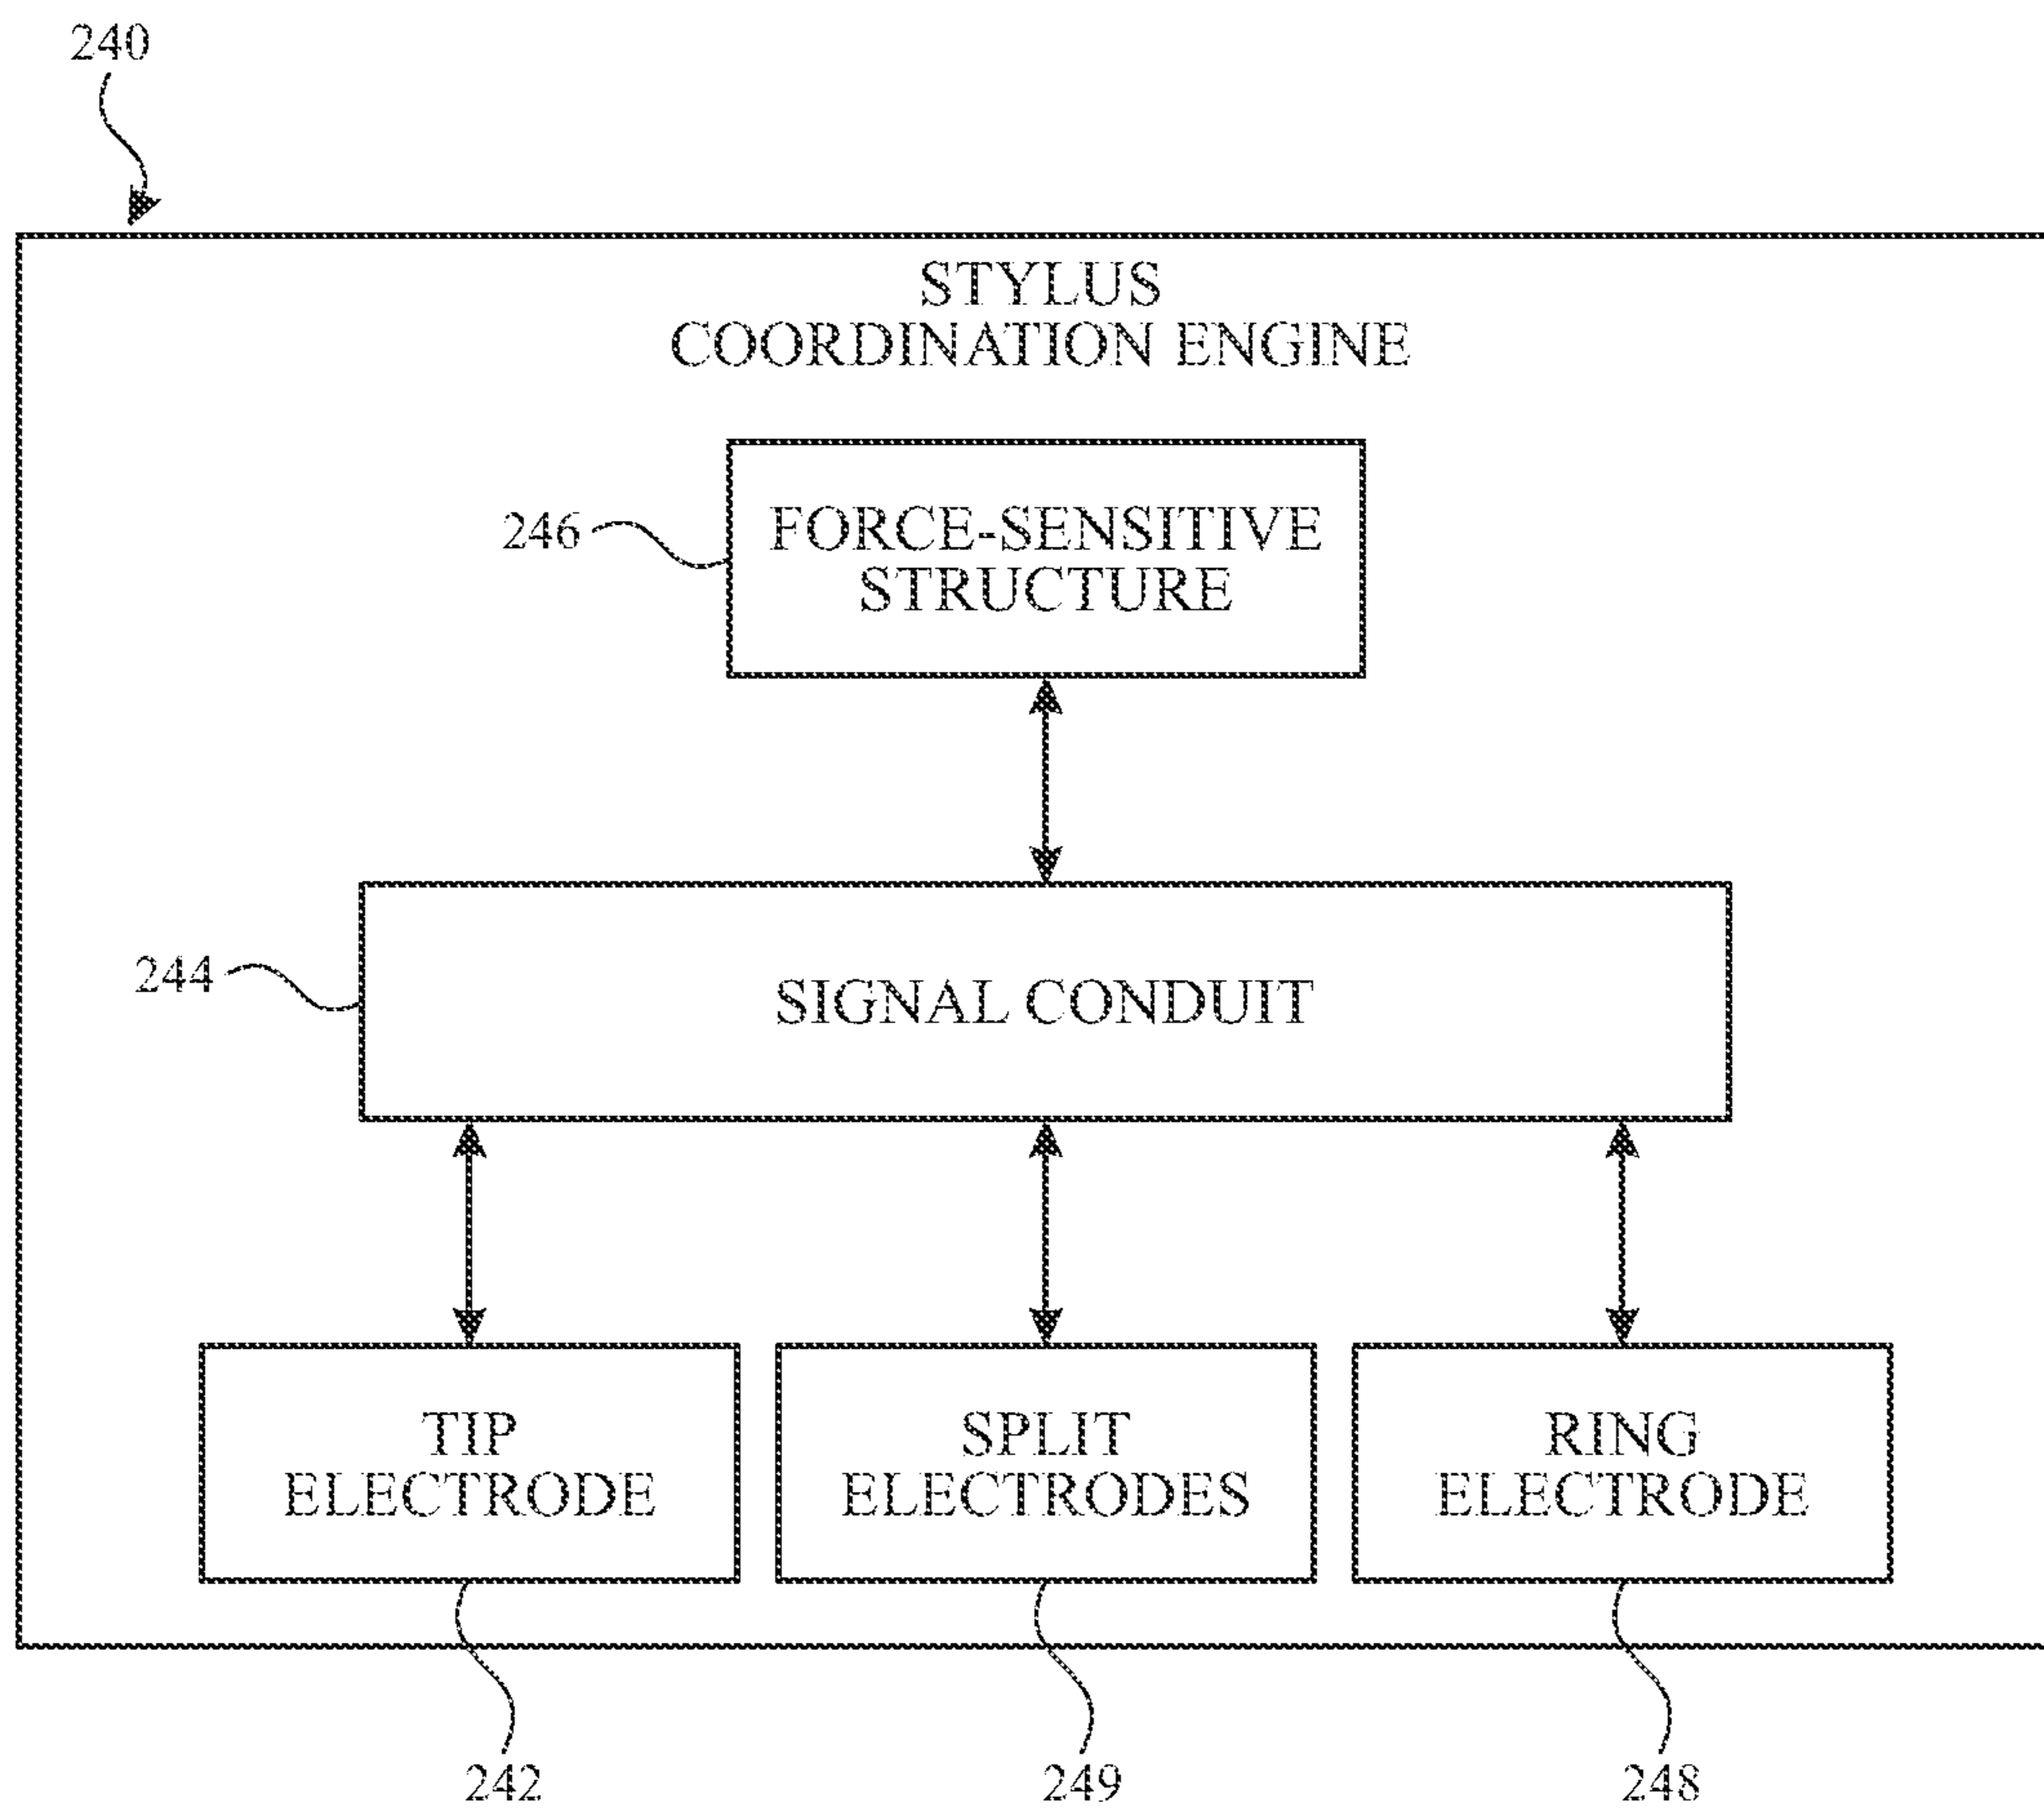 240
STYLUS
COORDINATION ENGINE
246
FORCE-SENSITIVE
STRUCTURE
244
SIGNAL CONDUIT
TIP
ELECTRODE
SPLIT
ELECTRODES
RING
ELECTRODE
242
249
248